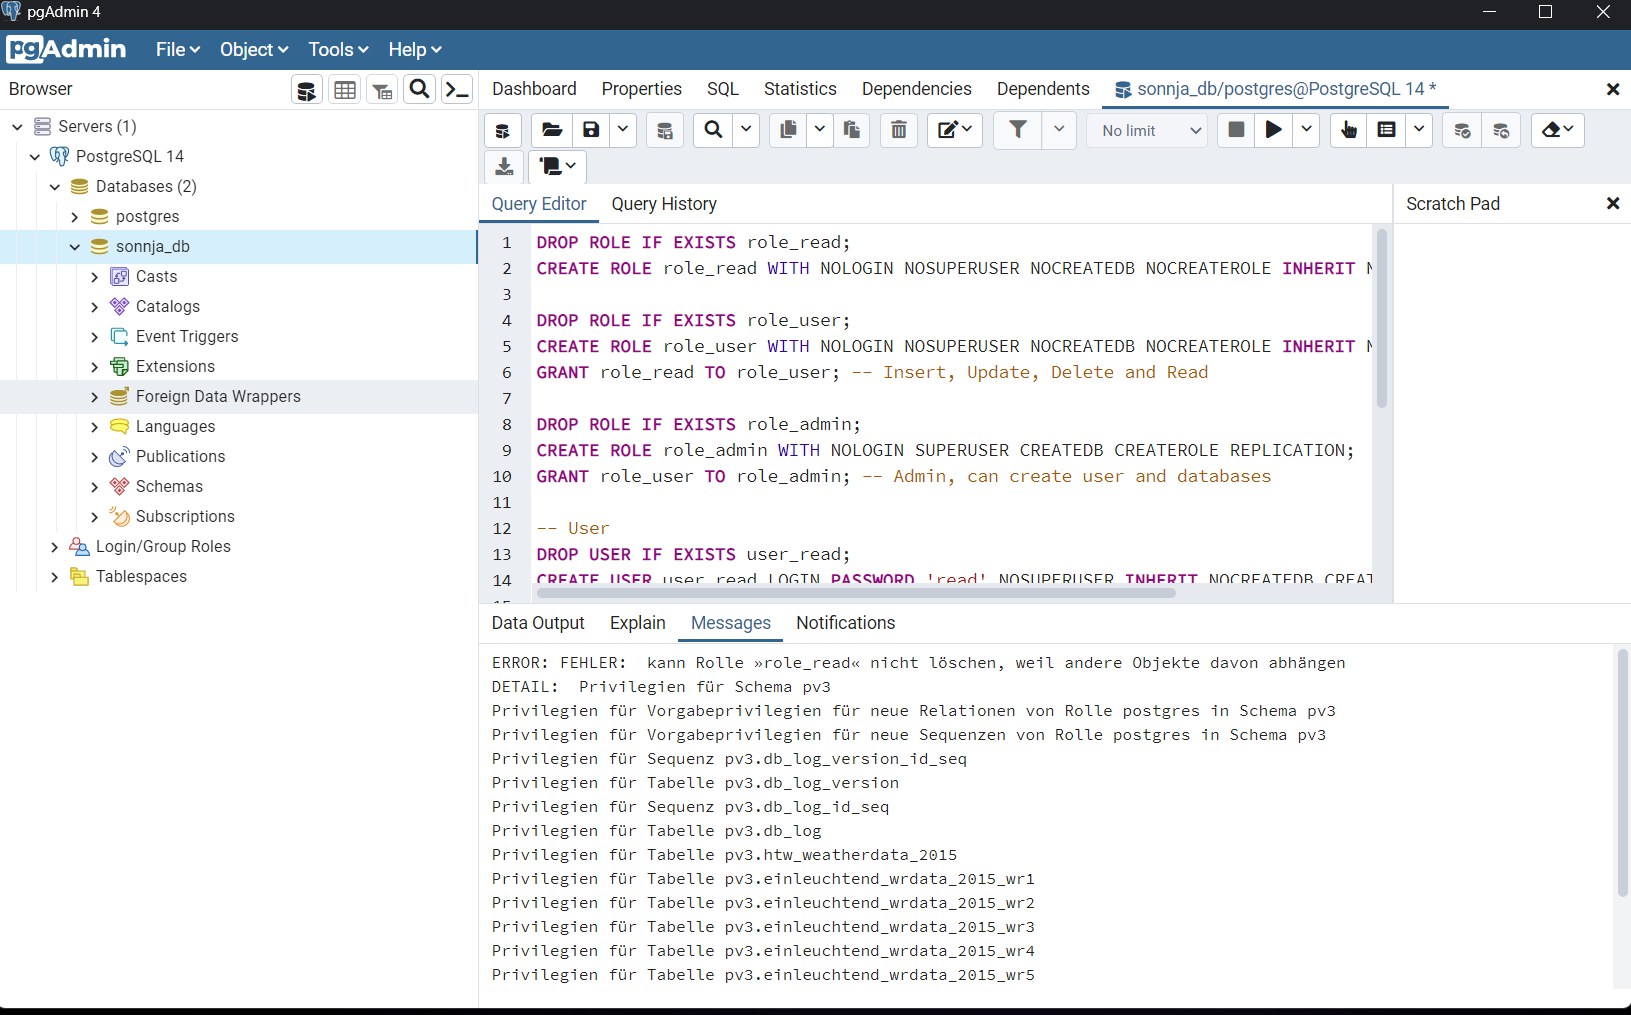 pgAdmin 4
pgAdmin File Object Tools Help
Browser
Dashboard Properties SQL Statistics Dependencies Dependents sonnja_db/postgres@PostgreSQL 14 *
Servers (1)
PostgreSQL 14
Databases (2)
postgres
sonnja_db
Casts
Catalogs
Event Triggers
Extensions
Foreign Data Wrappers
Languages
Publications
Schemas
Subscriptions
Login/Group Roles
Tablespaces
No limit
Query Editor Query History
Scratch Pad
1 DROP ROLE IF EXISTS role_read;
2 CREATE ROLE role_read WITH NOLOGIN NOSUPERUSER NOCREATEDB NOCREATEROLE INHERIT N
3
4 DROP ROLE IF EXISTS role_user;
5 CREATE ROLE role_user WITH NOLOGIN NOSUPERUSER NOCREATEDB NOCREATEROLE INHERIT N
6 GRANT role_read TO role_user; -- Insert, Update, Delete and Read
7
8 DROP ROLE IF EXISTS role_admin;
9 CREATE ROLE role_admin WITH NOLOGIN SUPERUSER CREATEDB CREATEROLE REPLICATION;
10 GRANT role_user TO role_admin; -- Admin, can create user and databases
11
12 -- User
13 DROP USER IF EXISTS user_read;
14 CREATE USER user_read LOGIN PASSWORD 'read' NOSUPERUSER INHERIT NOCREATEDB CREAT
Data Output Explain Messages Notifications
ERROR: FEHLER:  kann Rolle »role_read« nicht löschen, weil andere Objekte davon abhängen
DETAIL:  Privilegien für Schema pv3
Privilegien für Vorgabeprivilegien für neue Relationen von Rolle postgres in Schema pv3
Privilegien für Vorgabeprivilegien für neue Sequenzen von Rolle postgres in Schema pv3
Privilegien für Sequenz pv3.db_log_version_id_seq
Privilegien für Tabelle pv3.db_log_version
Privilegien für Sequenz pv3.db_log_id_seq
Privilegien für Tabelle pv3.db_log
Privilegien für Tabelle pv3.htw_weatherdata_2015
Privilegien für Tabelle pv3.einleuchtend_wrdata_2015_wr1
Privilegien für Tabelle pv3.einleuchtend_wrdata_2015_wr2
Privilegien für Tabelle pv3.einleuchtend_wrdata_2015_wr3
Privilegien für Tabelle pv3.einleuchtend_wrdata_2015_wr4
Privilegien für Tabelle pv3.einleuchtend_wrdata_2015_wr5